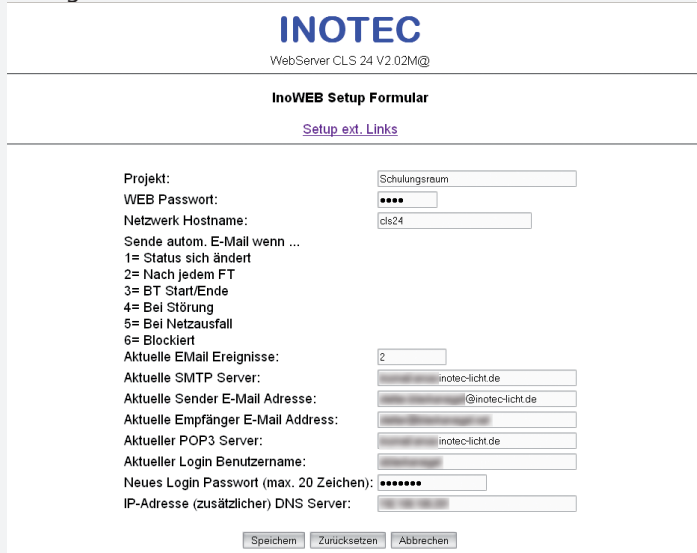 INOTEC
WebServer CLS 24 V2.02M@
InoWEB Setup Formular
Setup ext. Links
Projekt: Schulungsraum
WEB Passwort: ●●●●
Netzwerk Hostname: cls24
Sende autom. E-Mail wenn ...
1= Status sich ändert
2= Nach jedem FT
3= BT Start/Ende
4= Bei Störung
5= Bei Netzausfall
6= Blockiert
Aktuelle EMail Ereignisse: 2
Aktuelle SMTP Server: inotec-licht.de
Aktuelle Sender E-Mail Adresse: @inotec-licht.de
Aktuelle Empfänger E-Mail Address:
Aktueller POP3 Server: inotec-licht.de
Aktueller Login Benutzername:
Neues Login Passwort (max. 20 Zeichen): ●●●●●●●
IP-Adresse (zusätzlicher) DNS Server:
Speichern Zurücksetzen Abbrechen